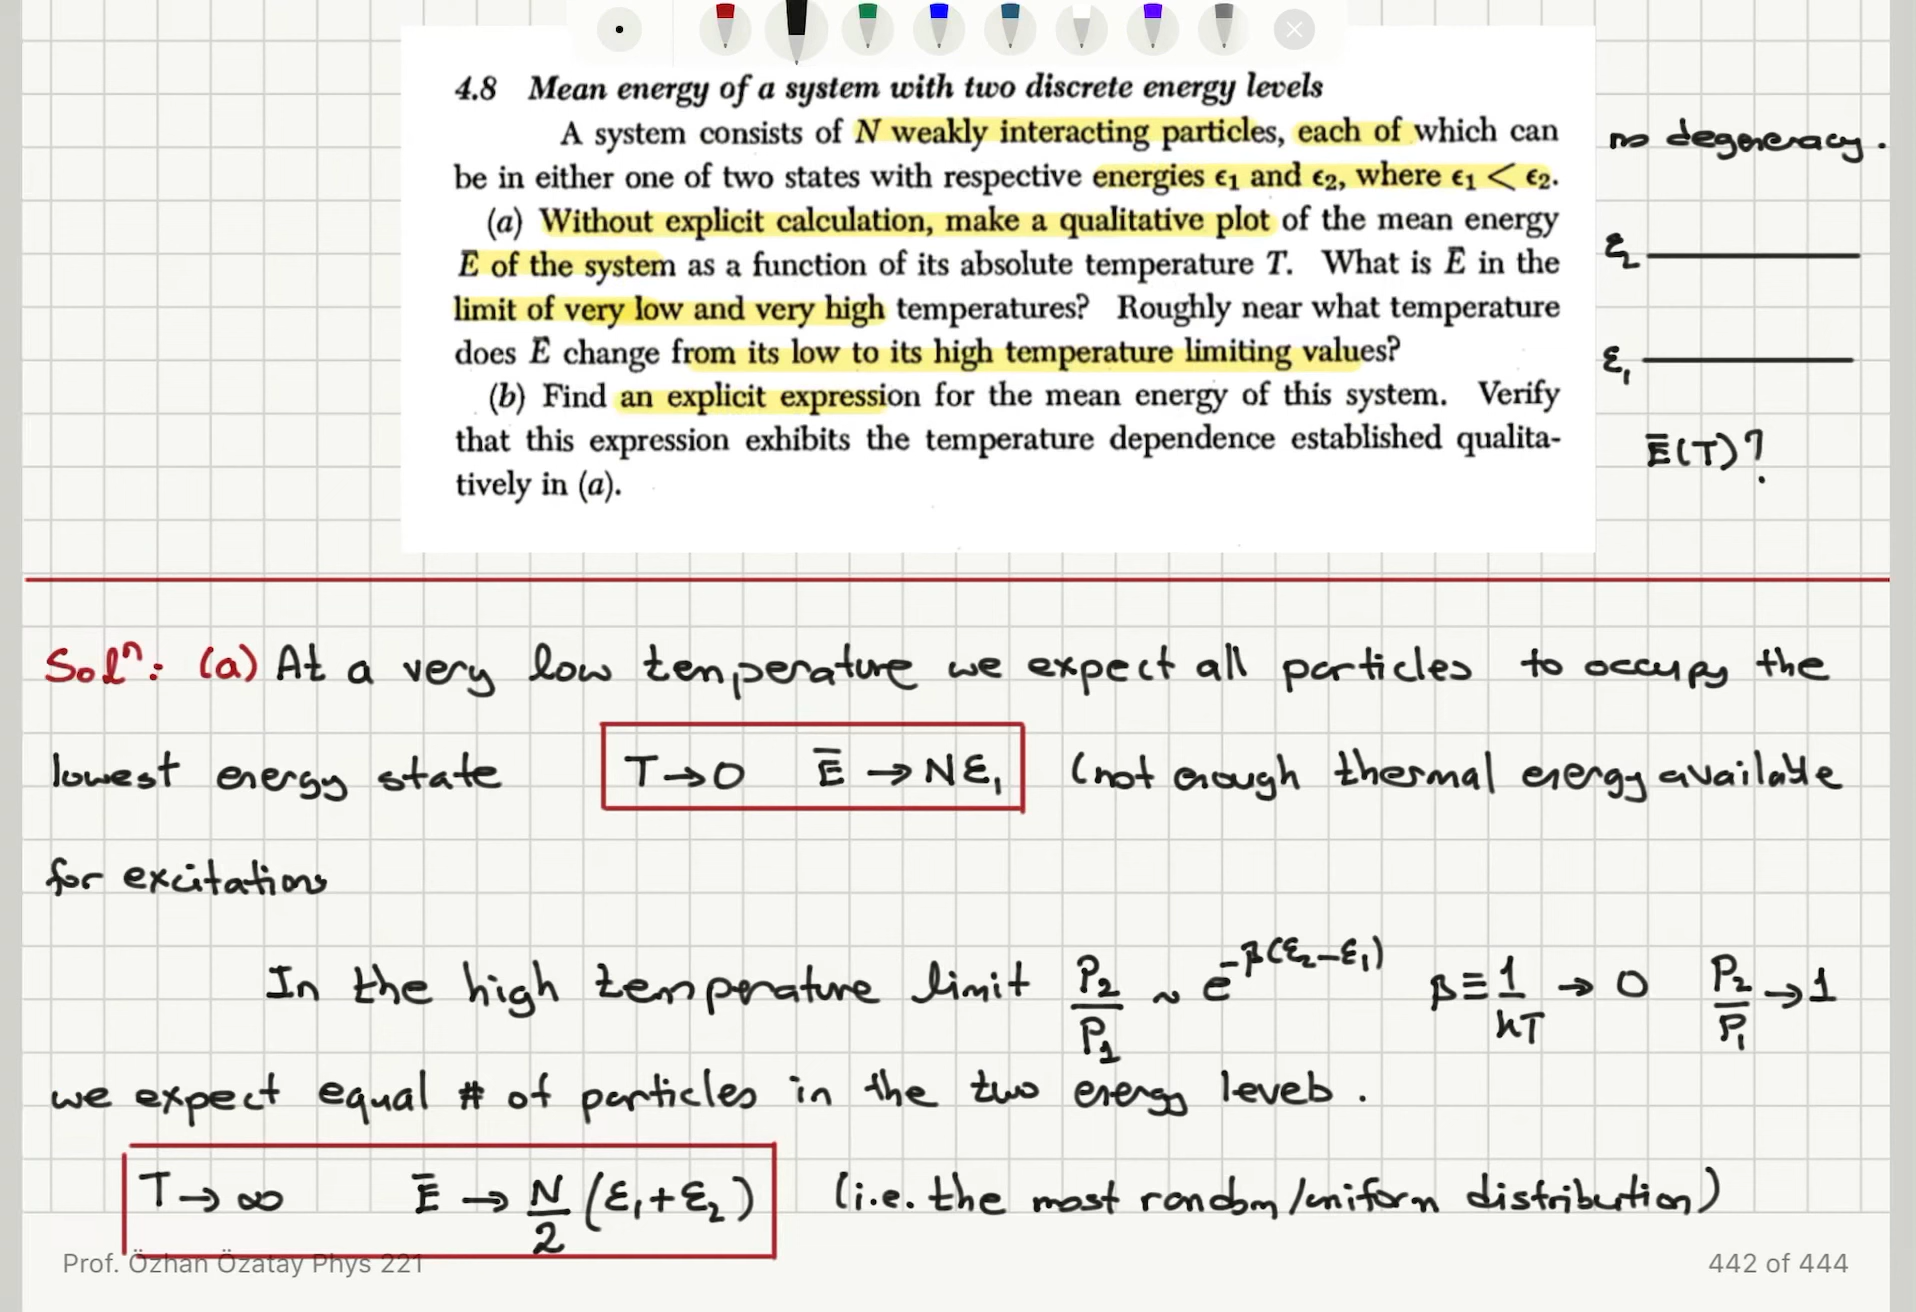 4.8 Mean energy of a system with two discrete energy levels
A system consists of N weakly interacting particles, each of which can
be in either one of two states with respective energies ϵ₁ and ϵ₂, where ϵ₁ < ϵ₂.
(a) Without explicit calculation, make a qualitative plot of the mean energy
Ē of the system as a function of its absolute temperature T. What is Ē in the
limit of very low and very high temperatures? Roughly near what temperature
does Ē change from its low to its high temperature limiting values?
(b) Find an explicit expression for the mean energy of this system. Verify
that this expression exhibits the temperature dependence established qualita-
tively in (a).
no degeneracy.
ε₂
ε₁
Ē(T)?
Solⁿ: (a) At a very low temperature we expect all particles to occupy the
lowest energy state T→0 Ē→Nε₁ (not enough thermal energy available
for excitations
In the high temperature limit P₂/P₁ ~ e^-β(ε₂-ε₁) β≡1/kT → 0 P₂/P₁ → 1
we expect equal # of particles in the two energy levels.
T→∞ Ē → N/2 (ε₁+ε₂) (i.e. the most random/uniform distribution)
Prof. Özhan Özatay Phys 221
442 of 444